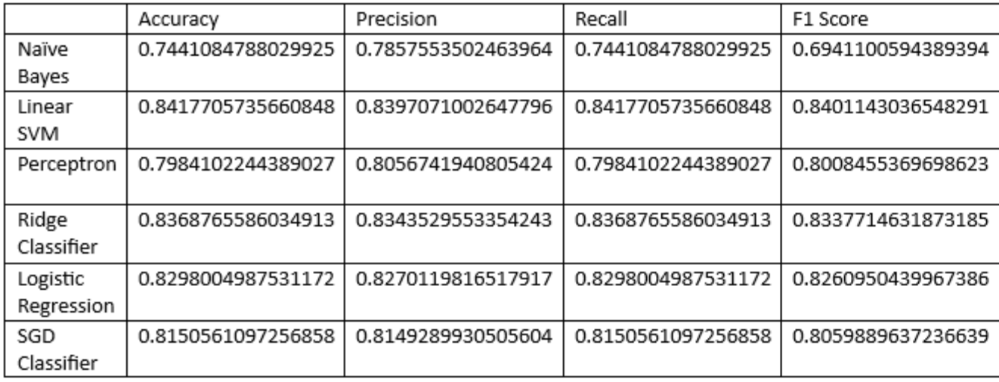 Accuracy Precision Recall F1 Score
Naïve 0.7441084788029925 0.7857553502463964 0.7441084788029925 0.6941100594389394
Bayes
Linear 0.8417705735660848 0.8397071002647796 0.8417705735660848 0.8401143036548291
SVM
Perceptron 0.7984102244389027 0.8056741940805424 0.7984102244389027 0.8008455369698623
Ridge 0.8368765586034913 0.8343529553354243 0.8368765586034913 0.8337714631873185
Classifier
Logistic 0.8298004987531172 0.8270119816517917 0.8298004987531172 0.8260950439967386
Regression
SGD 0.8150561097256858 0.8149289930505604 0.8150561097256858 0.8059889637236639
Classifier